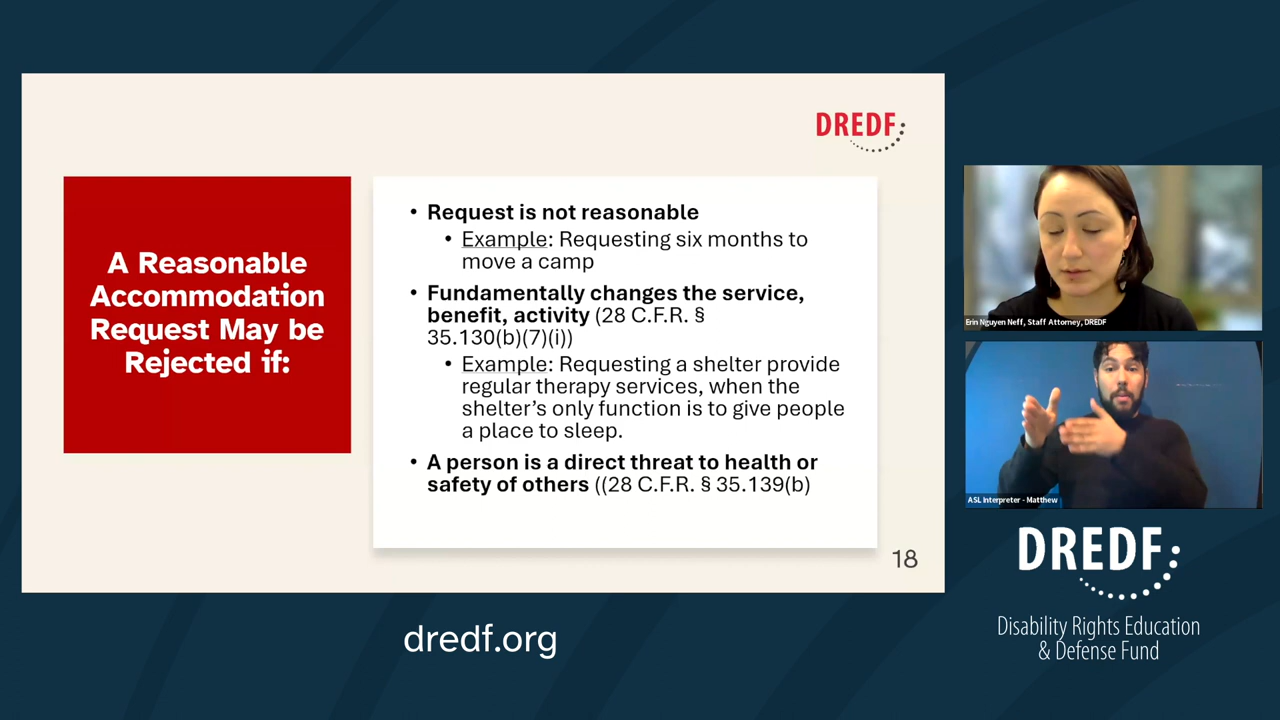 DREDF
A Reasonable
Accommodation
Request May be
Rejected if:
• Request is not reasonable
• Example: Requesting six months to
move a camp
• Fundamentally changes the service,
benefit, activity (28 C.F.R. §
35.130(b)(7)(i))
• Example: Requesting a shelter provide
regular therapy services, when the
shelter’s only function is to give people
a place to sleep.
• A person is a direct threat to health or
safety of others ((28 C.F.R. § 35.139(b)
18
Erin Nguyen Neff, Staff Attorney, DREDF
ASL Interpreter - Matthew
DREDF
Disability Rights Education
& Defense Fund
dredf.org